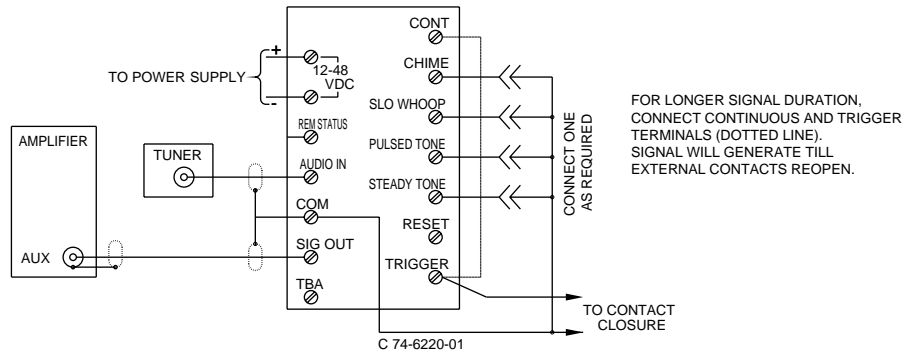 CONT
+
12-48
VDC
CHIME
TO POWER SUPPLY
-
SLO WHOOP
FOR LONGER SIGNAL DURATION,
CONNECT CONTINUOUS AND TRIGGER
TERMINALS (DOTTED LINE).
SIGNAL WILL GENERATE TILL
EXTERNAL CONTACTS REOPEN.
REM STATUS
AMPLIFIER
TUNER
PULSED TONE
AUDIO IN
STEADY TONE
CONNECT ONE
AS REQUIRED
COM
RESET
SIG OUT
AUX
TRIGGER
TBA
TO CONTACT
CLOSURE
C 74-6220-01